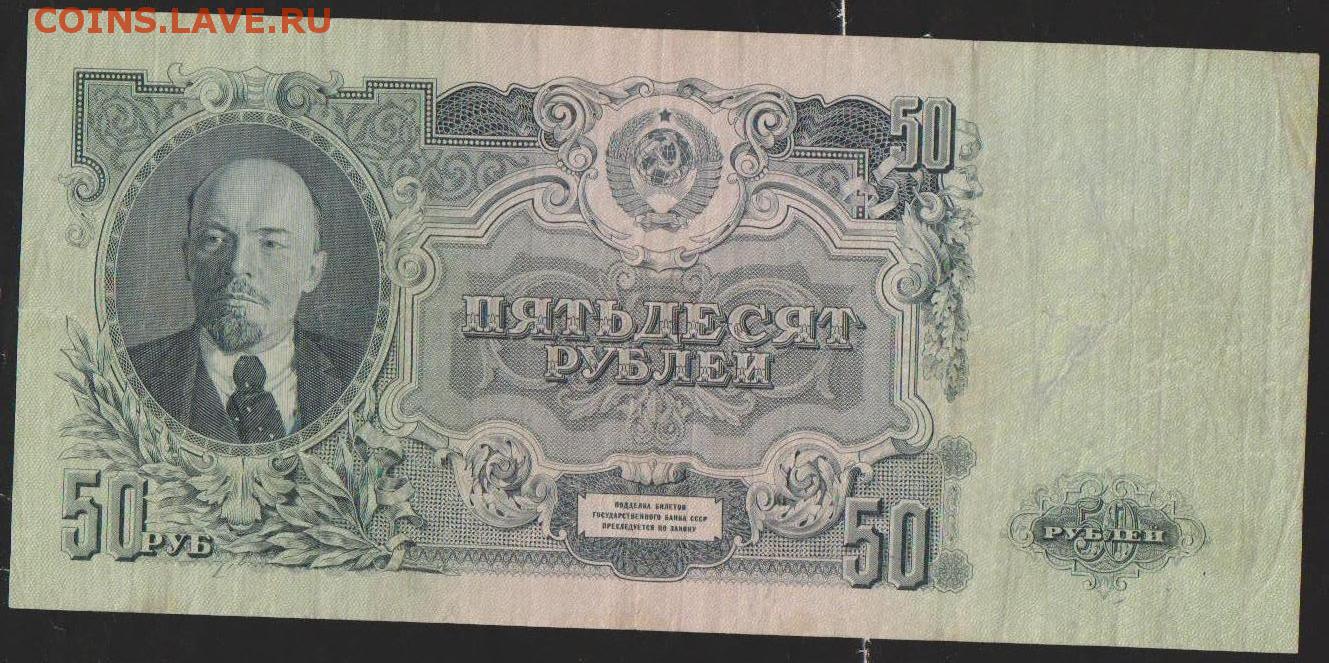 COINS.LAVE.RU
50
ПЯТЬДЕСЯТ
РУБЛЕЙ
50 РУБ
ПОДДЕЛКА БИЛЕТОВ
ГОСУДАРСТВЕННОГО БАНКА СССР
ПРЕСЛЕДУЕТСЯ ПО ЗАКОНУ
50
50
РУБЛЕЙ